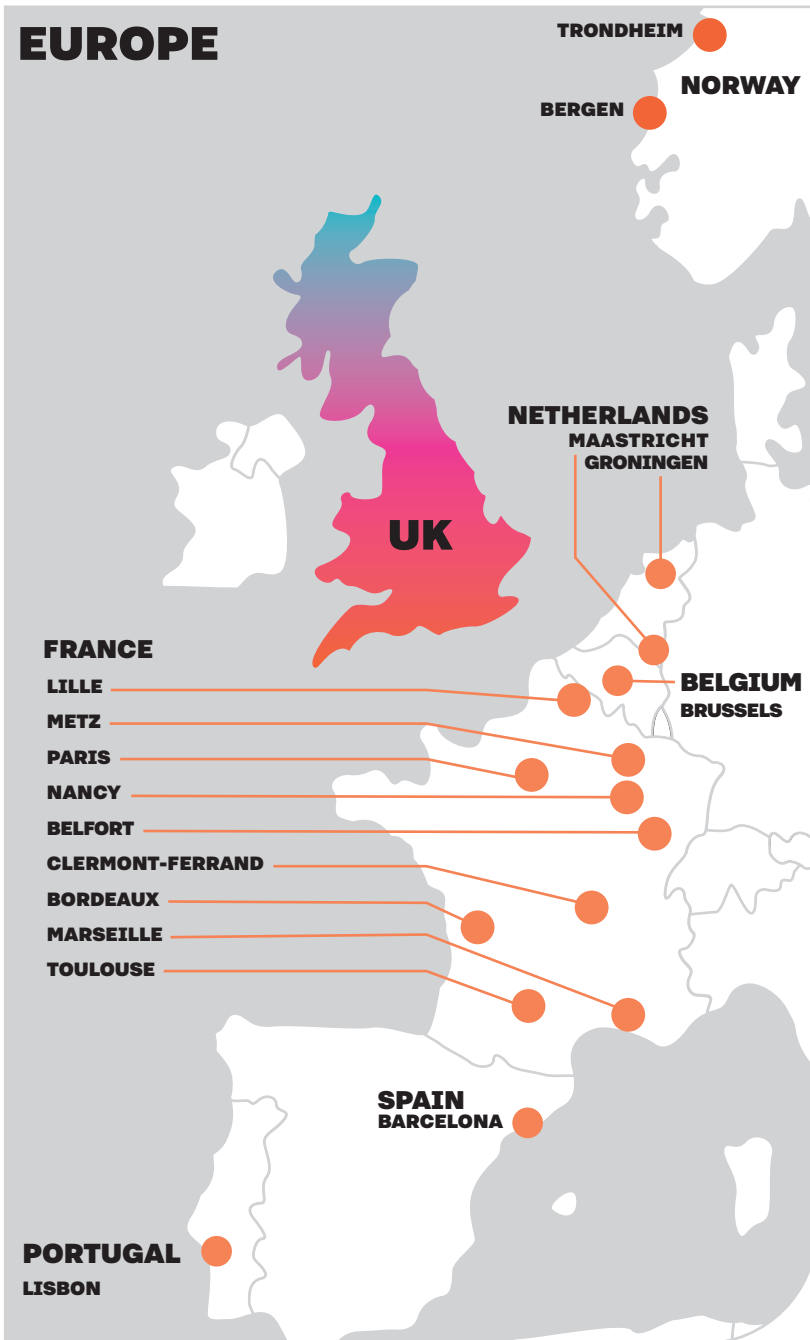 EUROPE
TRONDHEIM
NORWAY
BERGEN
NETHERLANDS
MAASTRICHT
GRONINGEN
UK
FRANCE
LILLE
METZ
PARIS
NANCY
BELFORT
CLERMONT-FERRAND
BORDEAUX
MARSEILLE
TOULOUSE
BELGIUM
BRUSSELS
SPAIN
BARCELONA
PORTUGAL
LISBON